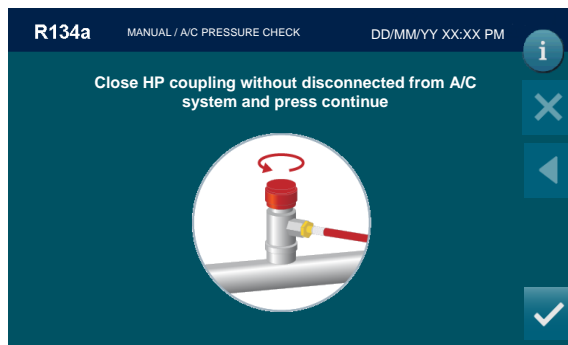 R134a MANUAL / A/C PRESSURE CHECK DD/MM/YY XX:XX PM
i
Close HP coupling without disconnected from A/C
system and press continue